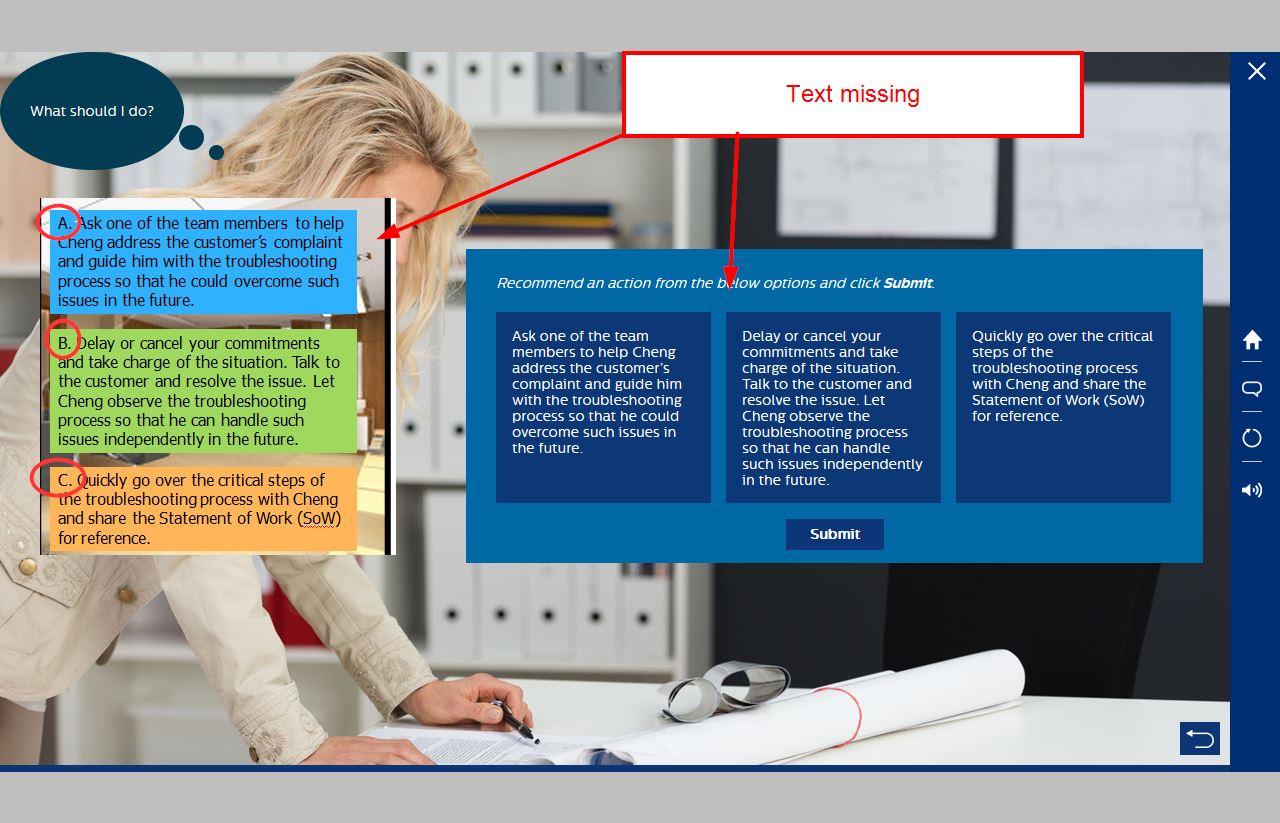 What should I do?
Text missing
A. Ask one of the team members to help
Cheng address the customer's complaint
and guide him with the troubleshooting
process so that he could overcome such
issues in the future.
B. Delay or cancel your commitments
and take charge of the situation. Talk to
the customer and resolve the issue. Let
Cheng observe the troubleshooting
process so that he can handle such
issues independently in the future.
C. Quickly go over the critical steps of
the troubleshooting process with Cheng
and share the Statement of Work (SoW)
for reference.
Recommend an action from the below options and click Submit.
Ask one of the team
members to help Cheng
address the customer's
complaint and guide him
with the troubleshooting
process so that he could
overcome such issues in
the future.
Delay or cancel your
commitments and take
charge of the situation.
Talk to the customer and
resolve the issue. Let
Cheng observe the
troubleshooting process
so that he can handle
such issues independently
in the future.
Quickly go over the critical
steps of the
troubleshooting process
with Cheng and share the
Statement of Work (SoW)
for reference.
Submit